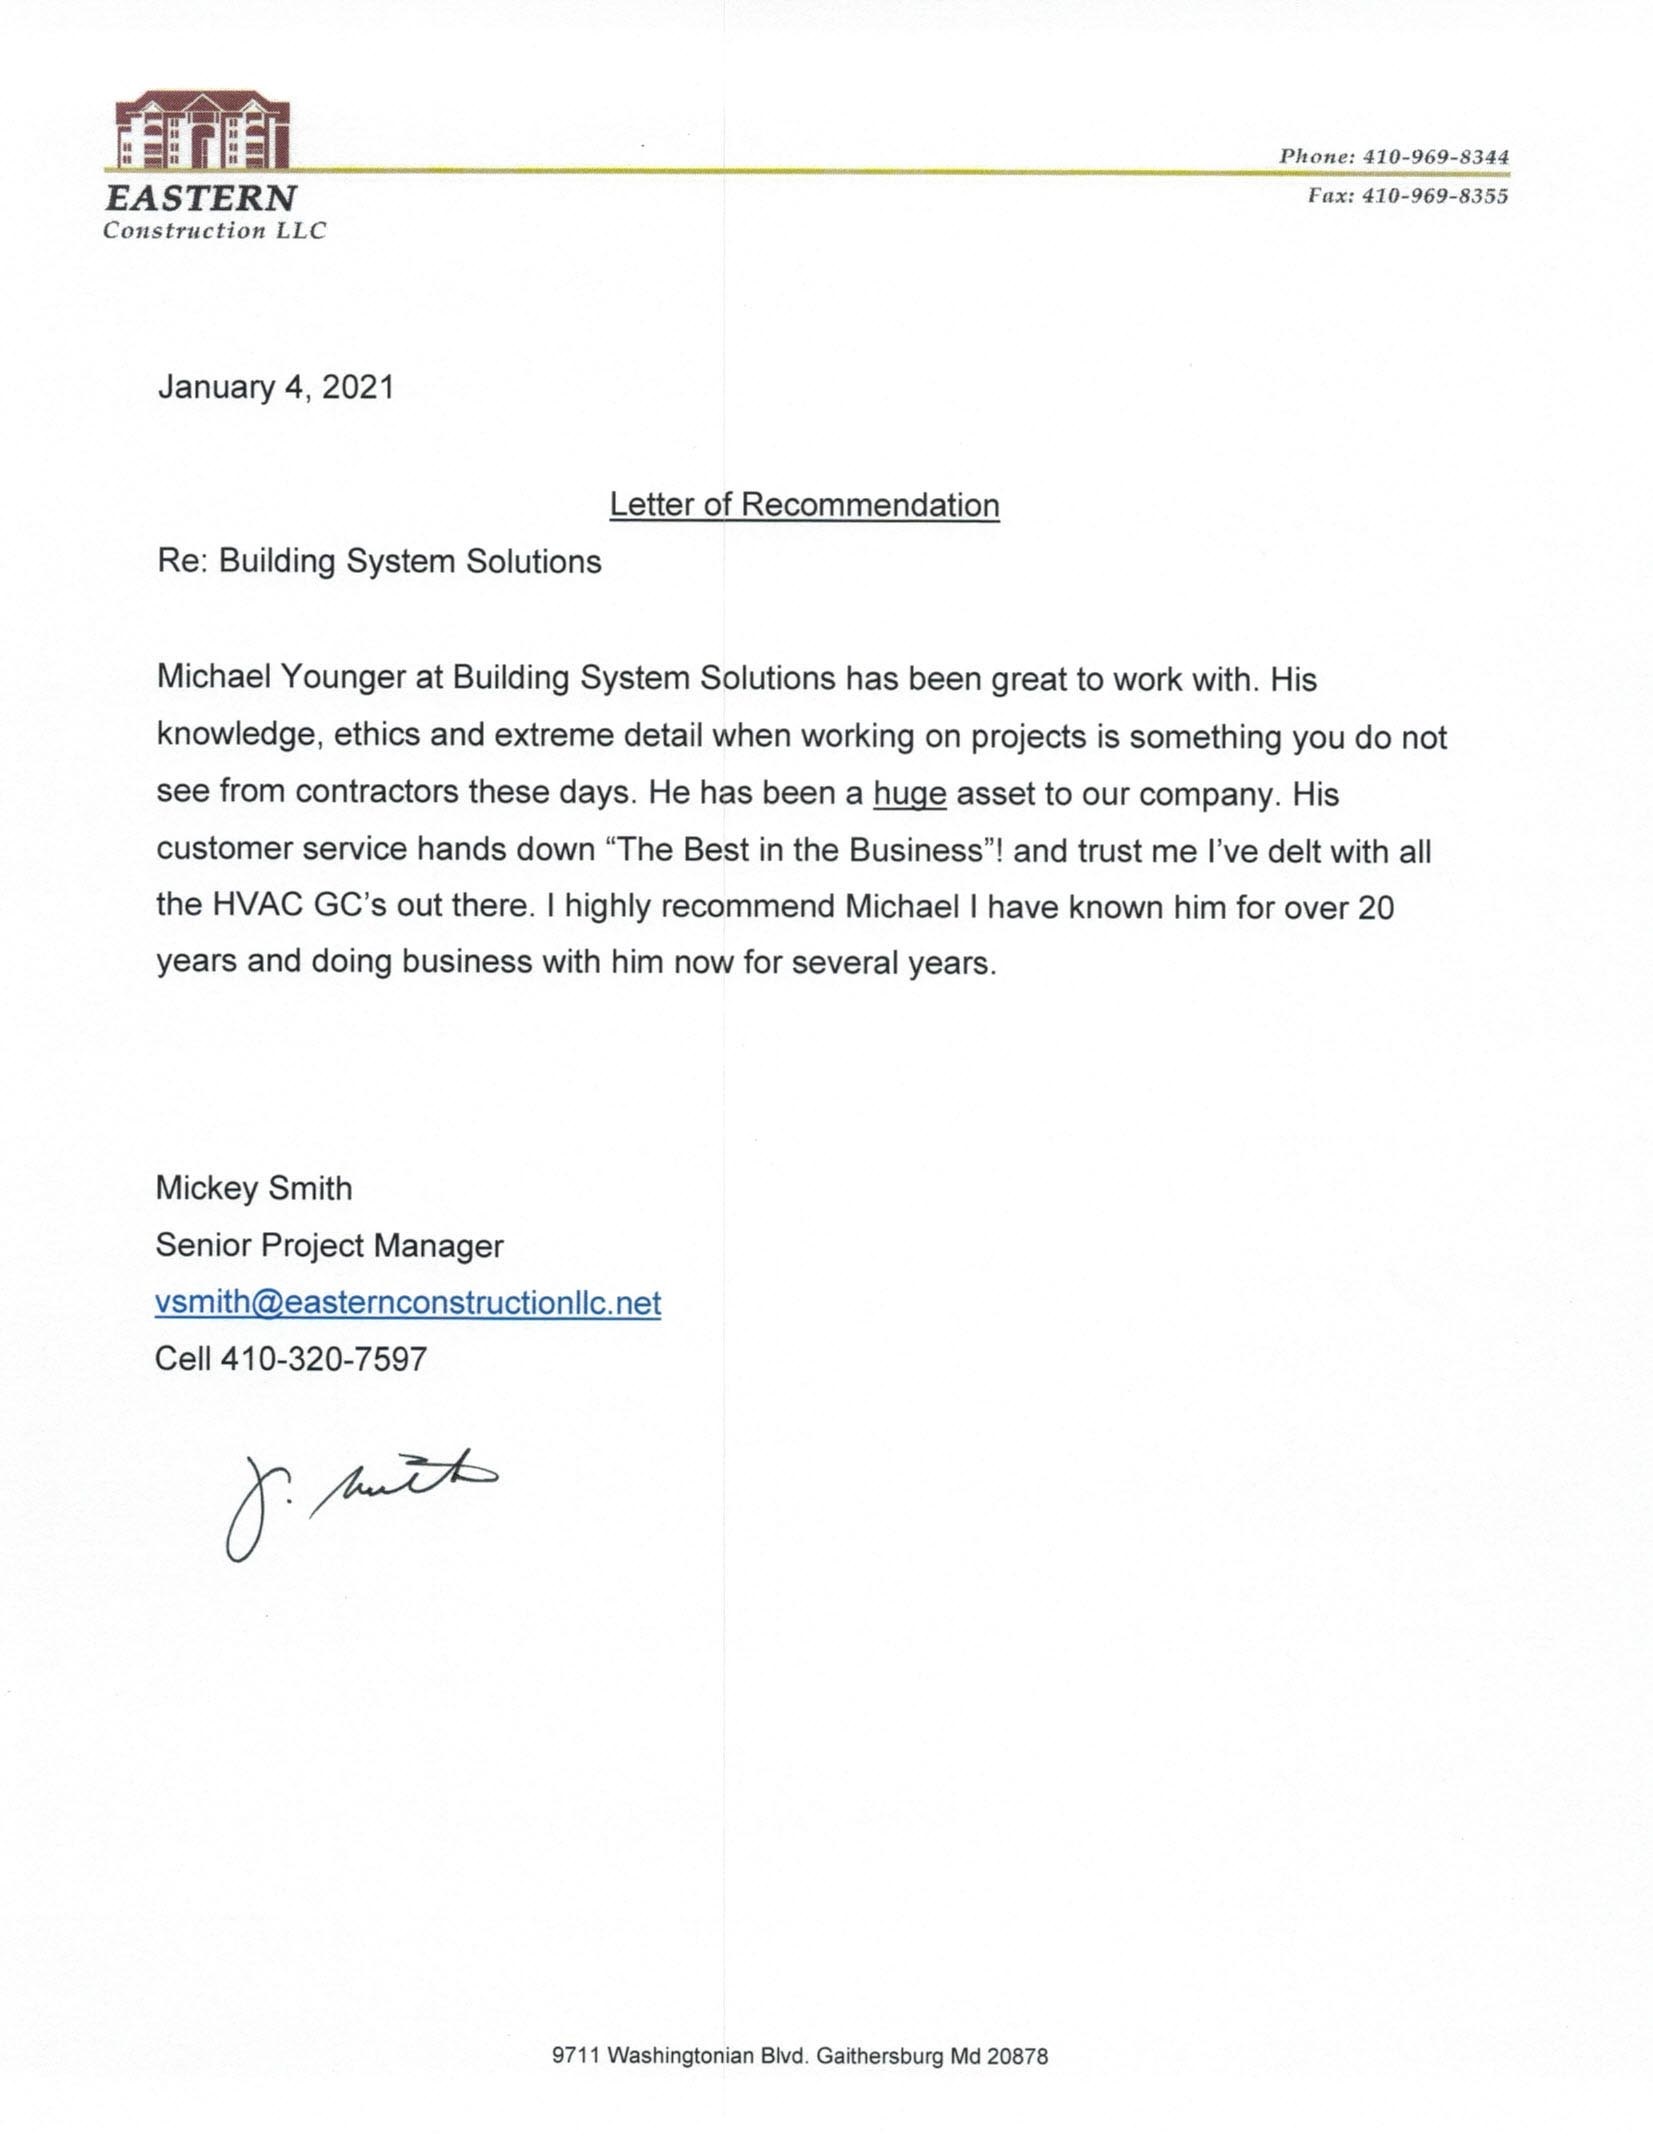 Phone: 410-969-8344
EASTERN
Fax: 410-969-8355
Construction LLC
January 4, 2021
Letter of Recommendation
Re: Building System Solutions
Michael Younger at Building System Solutions has been great to work with. His
knowledge, ethics and extreme detail when working on projects is something you do not
see from contractors these days. He has been a huge asset to our company. His
customer service hands down “The Best in the Business”! and trust me I’ve delt with all
the HVAC GC’s out there. I highly recommend Michael I have known him for over 20
years and doing business with him now for several years.
Mickey Smith
Senior Project Manager
vsmith@easternconstructionllc.net
Cell 410-320-7597
Smith
9711 Washingtonian Blvd. Gaithersburg Md 20878